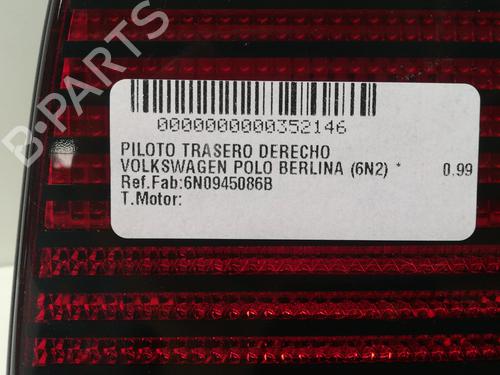 0000000000352146
PILOTO TRASERO DERECHO
VOLKSWAGEN POLO BERLINA (6N2) * 0.99
Ref.Fab:6N0945086B
T.Motor:
B-PARTS